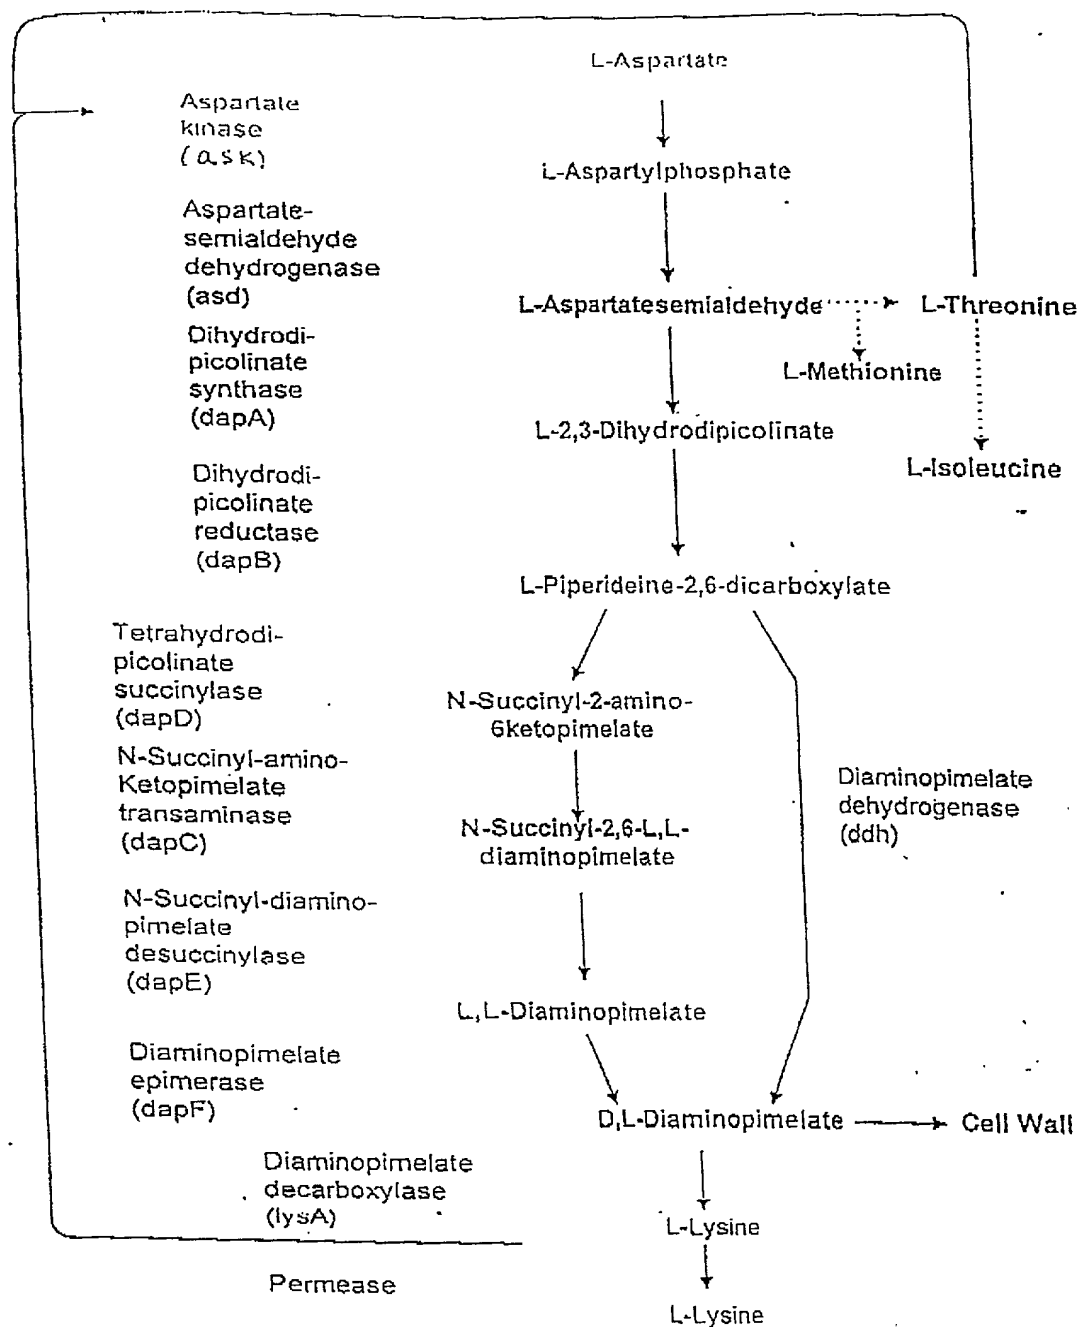 L-Aspartate
Aspartate
kinase
(ask)
L-Aspartylphosphate
Aspartate-
semialdehyde
dehydrogenase
(asd)
L-Aspartatesemialdehyde
L-Threonine
L-Methionine
L-Isoleucine
Dihydrodi-
picolinate
synthase
(dapA)
L-2,3-Dihydrodipicolinate
Dihydrodi-
picolinate
reductase
(dapB)
L-Piperideine-2,6-dicarboxylate
Tetrahydrodi-
picolinate
succinylase
(dapD)
N-Succinyl-2-amino-
6ketopimelate
N-Succinyl-amino-
Ketopimelate
transaminase
(dapC)
N-Succinyl-2,6-L,L-
diaminopimelate
Diaminopimelate
dehydrogenase
(ddh)
N-Succinyl-diamino-
pimelate
desuccinylase
(dapE)
L,L-Diaminopimelate
Diaminopimelate
epimerase
(dapF)
D,L-Diaminopimelate
Cell Wall
Diaminopimelate
decarboxylase
(lysA)
L-Lysine
Permease
L-Lysine